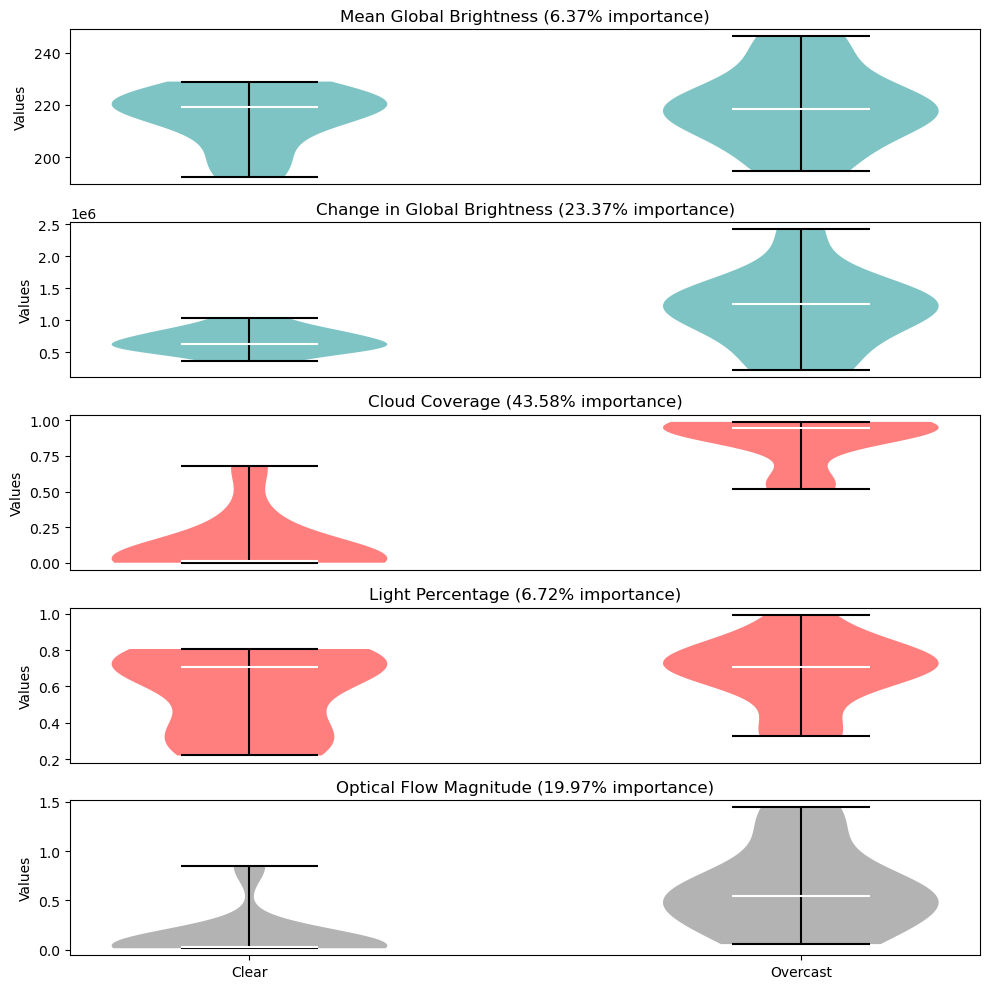 Mean Global Brightness (6.37% importance)
240
220
200
Values
Change in Global Brightness (23.37% importance)
1e6
2.5
2.0
1.5
1.0
0.5
Values
Cloud Coverage (43.58% importance)
1.00
0.75
0.50
0.25
0.00
Values
Light Percentage (6.72% importance)
1.0
0.8
0.6
0.4
0.2
Values
Optical Flow Magnitude (19.97% importance)
1.5
1.0
0.5
0.0
Values
Clear Overcast